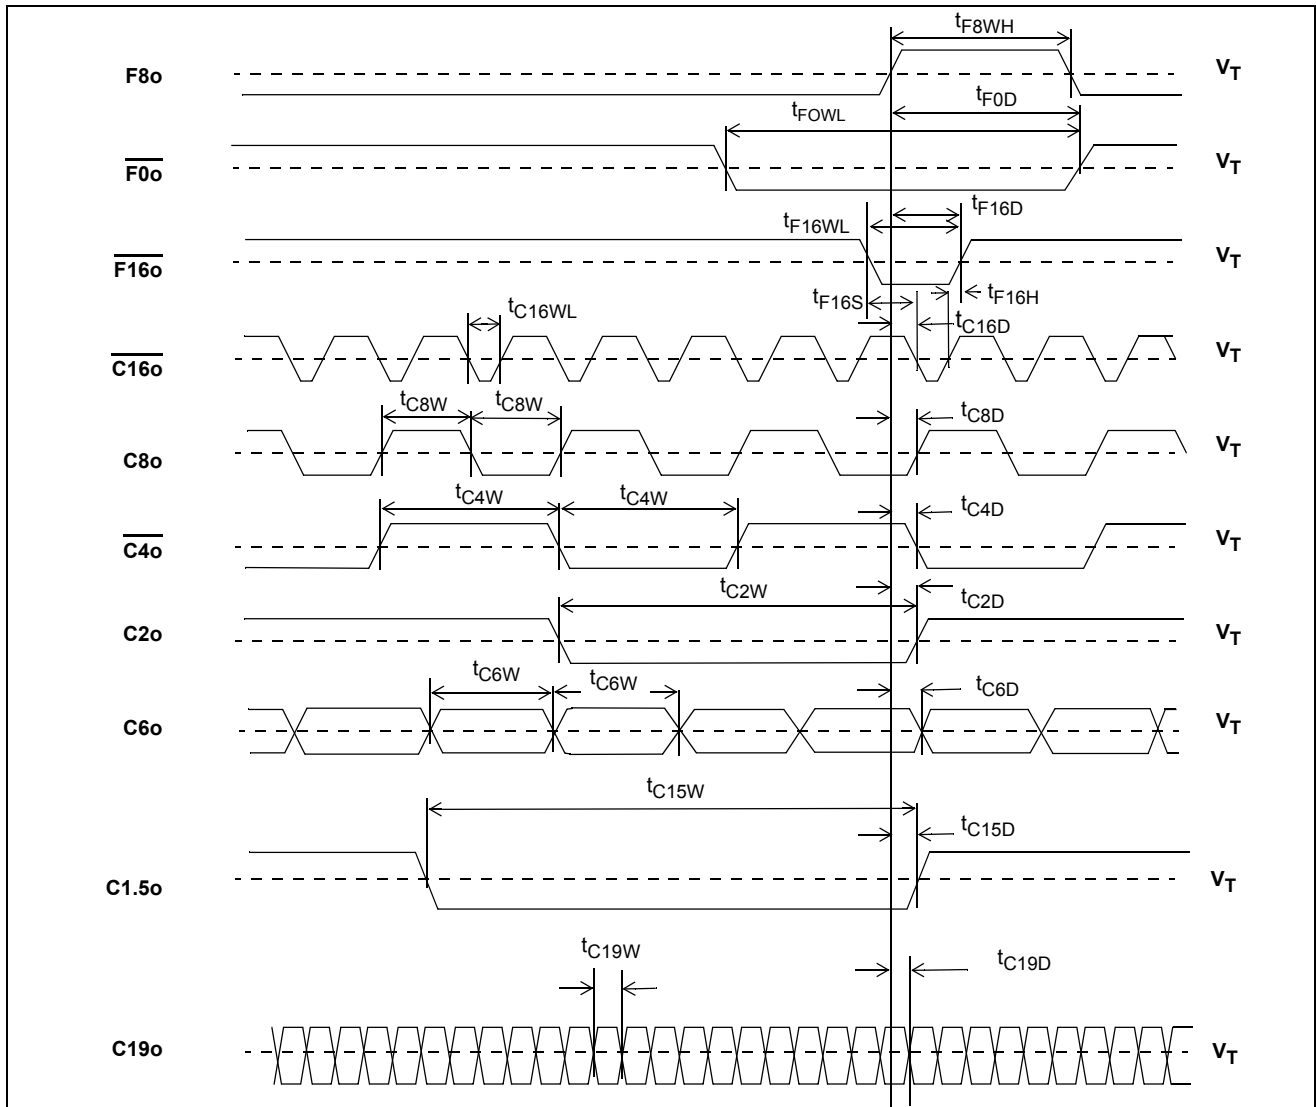 tF8WH
F8o VT
tF0D
tFOWL
F0o VT
tF16D
tF16WL
F16o VT
tF16S tF16H
tC16WL tC16D
C16o VT
tC8W tC8W tC8D
C8o VT
tC4W tC4W tC4D
C4o VT
tC2W tC2D
C2o VT
tC6W tC6W tC6D
C6o VT
tC15W
tC15D
C1.5o VT
tC19W tC19D
C19o VT